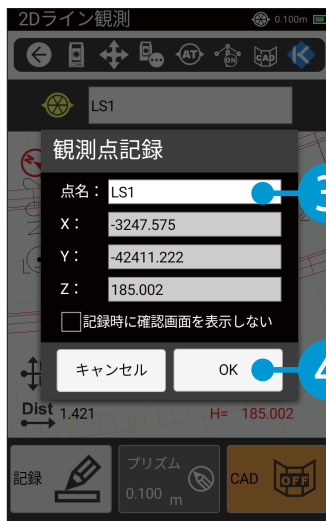 2Dライン観測 0.100m
AT ON CAD
LS1
観測点記録
点名： LS1
3
X： -3247.575
Y： -42411.222
Z： 185.002
記録時に確認画面を表示しない
キャンセル OK
4
Dist 1.421 H= 185.002
記録 プリズム 0.100 m CAD OFF